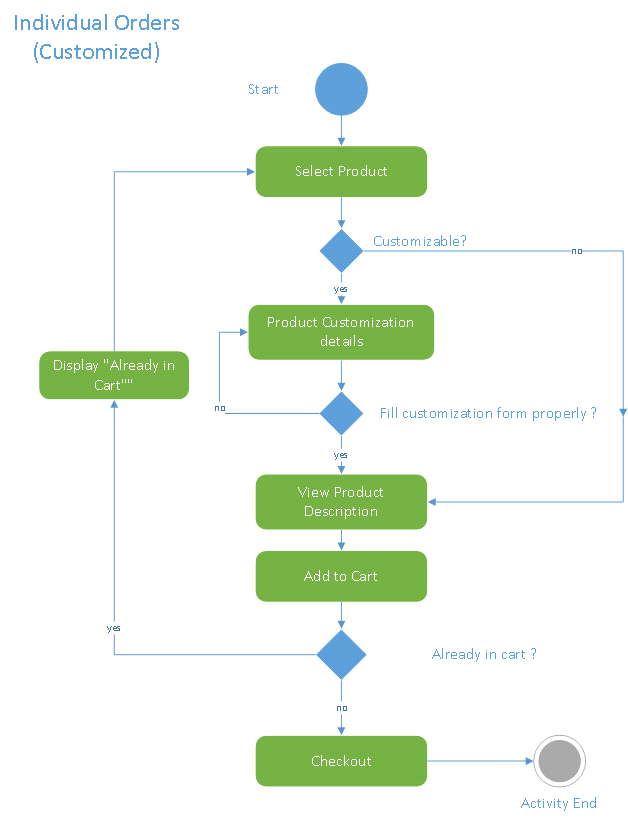 Individual Orders
(Customized)
Start
Select Product
Customizable?
no
yes
Product Customization
details
Display "Already in
Cart""
no
Fill customization form properly ?
yes
View Product
Description
Add to Cart
yes
Already in cart ?
no
Checkout
Activity End